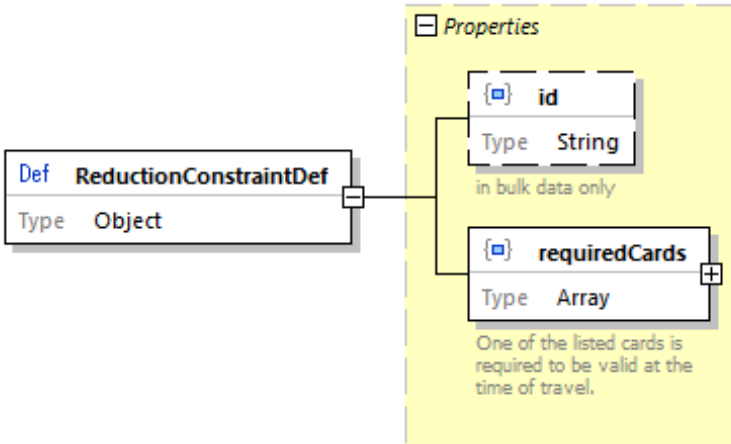 Properties
id
Type String
in bulk data only
Def ReductionConstraintDef
Type Object
requiredCards
Type Array
One of the listed cards is
required to be valid at the
time of travel.